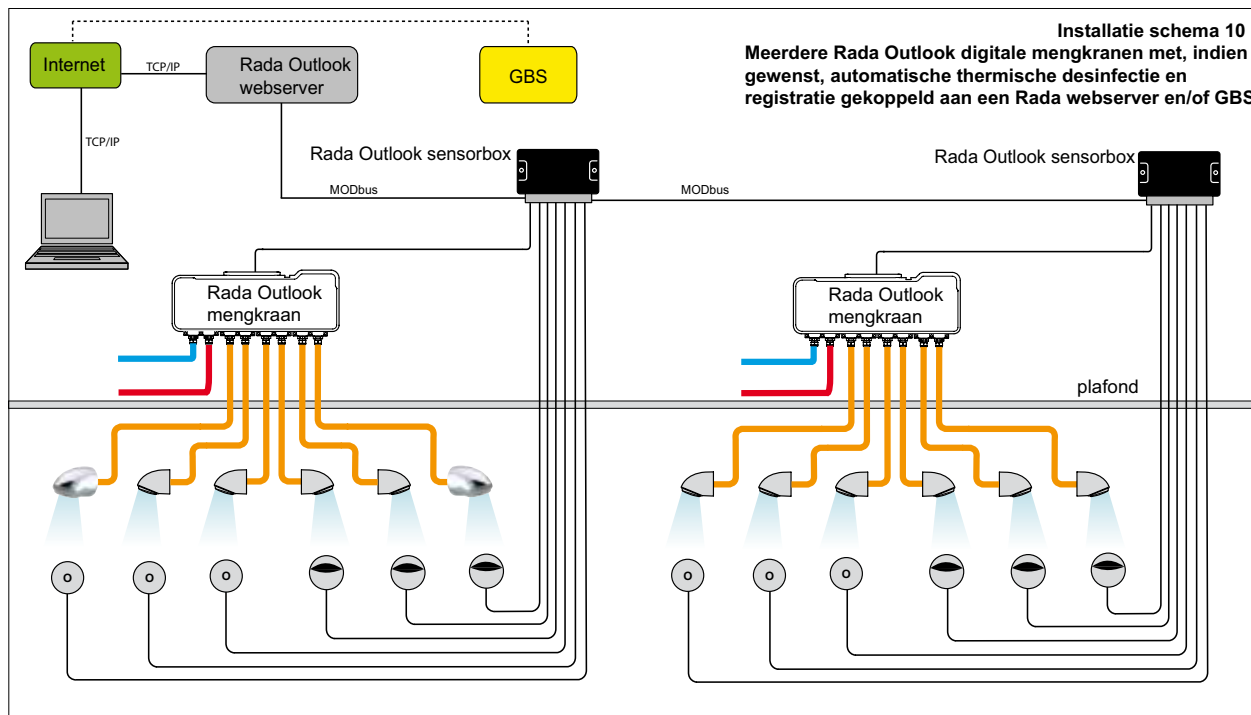 Installatie schema 10
Meerdere Rada Outlook digitale mengkranen met, indien
gewenst, automatische thermische desinfectie en
registratie gekoppeld aan een Rada webserver en/of GBS
Internet
TCP/IP
Rada Outlook
webserver
GBS
TCP/IP
Rada Outlook sensorbox
Rada Outlook sensorbox
MODbus
MODbus
Rada Outlook
mengkraan
Rada Outlook
mengkraan
plafond
O
O
O
O
O
O